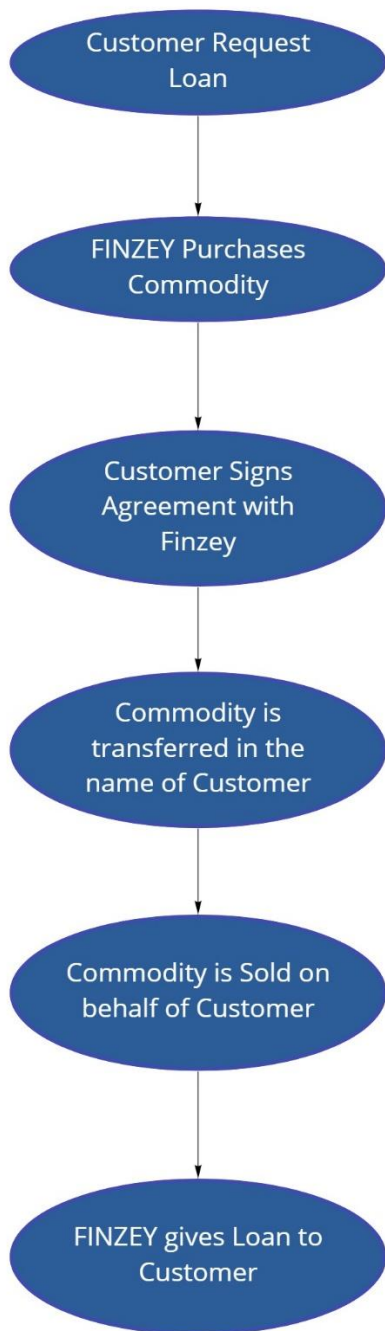 Customer Request
Loan
FINZEY Purchases
Commodity
Customer Signs
Agreement with
Finzey
Commodity is
transferred in the
name of Customer
Commodity is Sold on
behalf of Customer
FINZEY gives Loan to
Customer